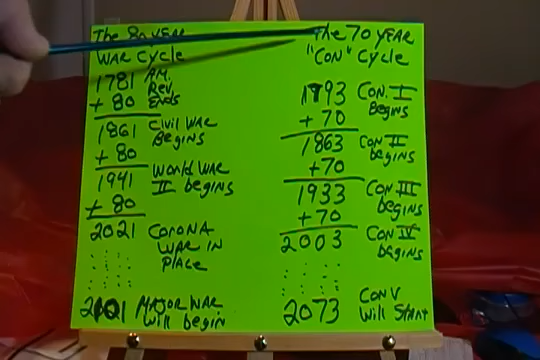 The 80 YEAR
WAR CYCLE
1781 AM.
REV.
+ 80 ENDS
1861 CIVIL WAR
BEGINS
+ 80
1941 WORLD WAR
II begins
+ 80
2021 CORONA
WAR IN
PLACE
2101 MAJOR WAR
Will begin
The 70 YEAR
"CON" CYCLE
1793 CON. I
BEGINS
+ 70
1863 CON II
begins
+70
1933 CON III
BEGINS
+ 70
2003 CON IV
BEGINS
2073 CON V
Will START